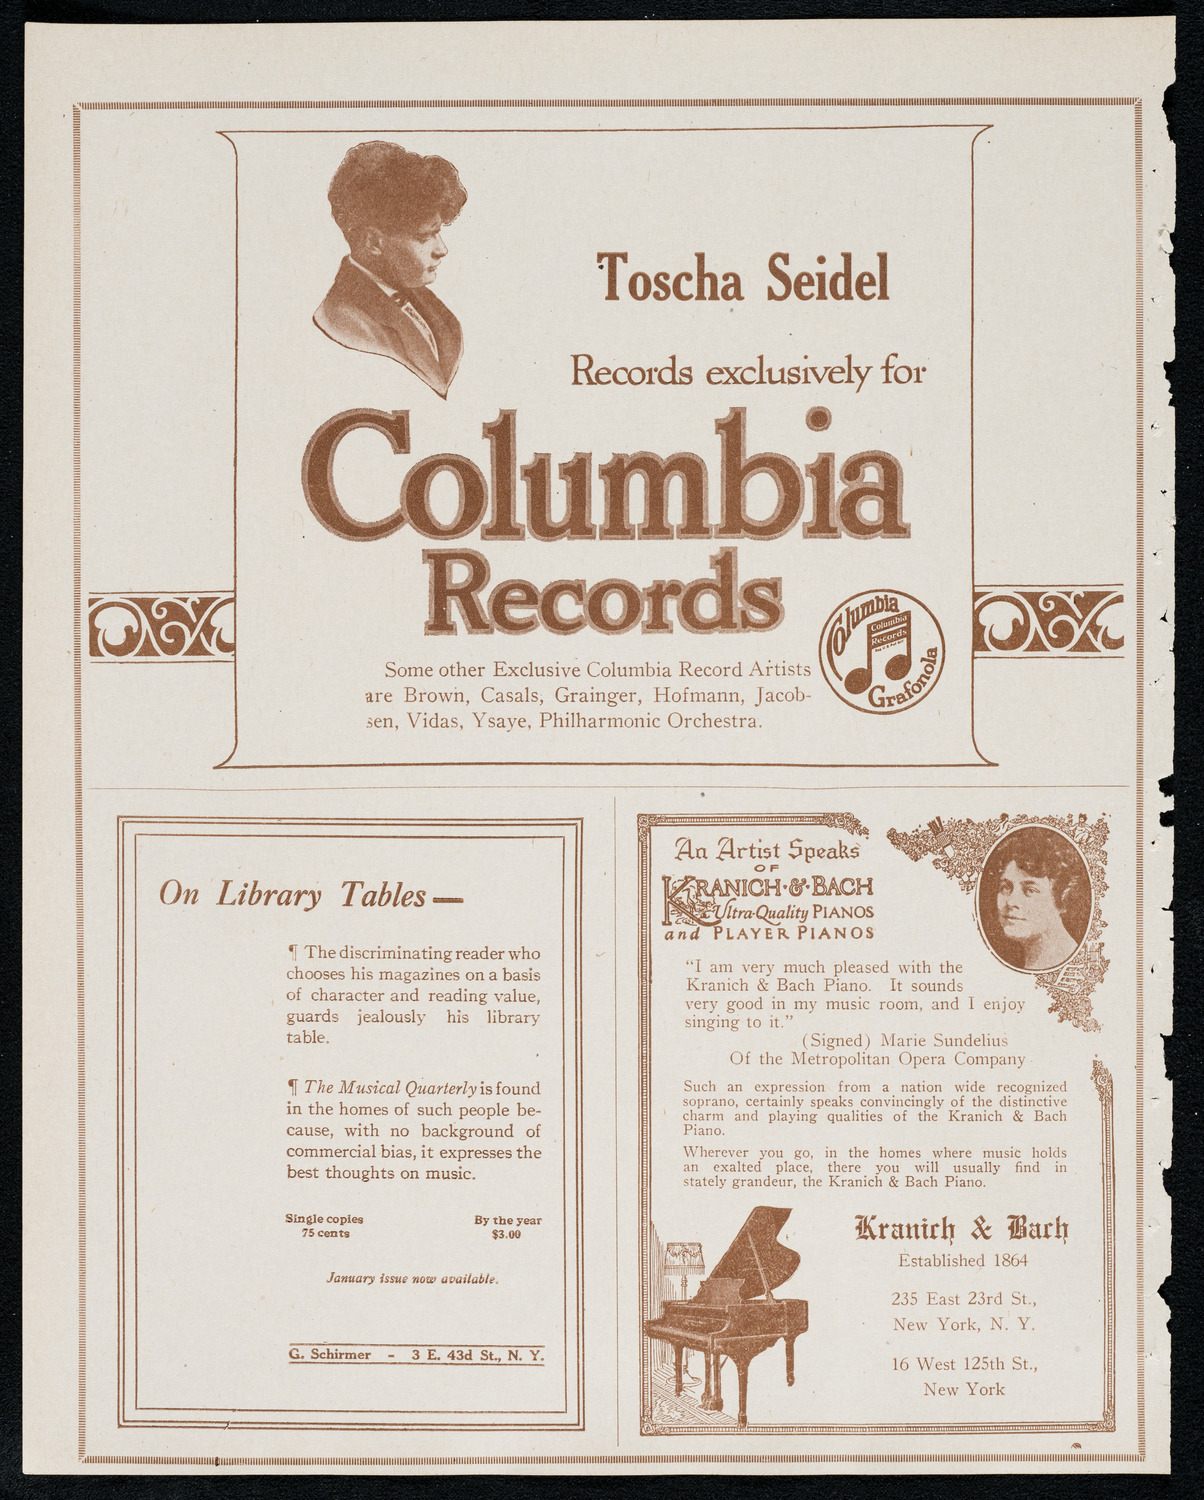 Toscha Seidel
Records exclusively for
Columbia
Records
Some other Exclusive Columbia Record Artists
are Brown, Casals, Grainger, Hofmann, Jacob-
sen, Vidas, Ysaye, Philharmonic Orchestra.
Columbia
Columbia
Records
Grafonola
On Library Tables—
¶ The discriminating reader who
chooses his magazines on a basis
of character and reading value,
guards jealously his library
table.
¶ The Musical Quarterly is found
in the homes of such people be-
cause, with no background of
commercial bias, it expresses the
best thoughts on music.
Single copies By the year
75 cents $3.00
January issue now available.
G. Schirmer - 3 E. 43d St., N. Y.
An Artist Speaks
OF
KRANICH·&·BACH
Ultra-Quality PIANOS
and PLAYER PIANOS
“I am very much pleased with the
Kranich & Bach Piano. It sounds
very good in my music room, and I enjoy
singing to it.”
(Signed) Marie Sundelius
Of the Metropolitan Opera Company
Such an expression from a nation wide recognized
soprano, certainly speaks convincingly of the distinctive
charm and playing qualities of the Kranich & Bach
Piano.
Wherever you go, in the homes where music holds
an exalted place, there you will usually find in
stately grandeur, the Kranich & Bach Piano.
Kranich & Bach
Established 1864
235 East 23rd St.,
New York, N. Y.
16 West 125th St.,
New York